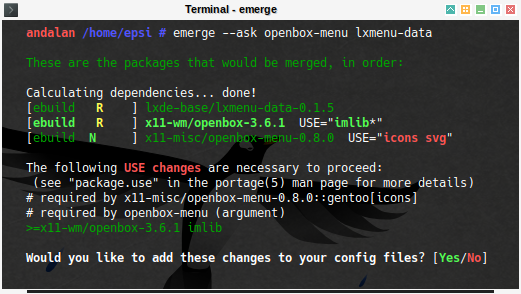 Terminal - emerge
andalan /home/epsi # emerge --ask openbox-menu lxmenu-data
These are the packages that would be merged, in order:
Calculating dependencies... done!
[ebuild   R    ] lxde-base/lxmenu-data-0.1.5
[ebuild   R    ] x11-wm/openbox-3.6.1  USE="imlib*"
[ebuild  N     ] x11-misc/openbox-menu-0.8.0  USE="icons svg"
The following USE changes are necessary to proceed:
 (see "package.use" in the portage(5) man page for more details)
# required by x11-misc/openbox-menu-0.8.0::gentoo[icons]
# required by openbox-menu (argument)
>=x11-wm/openbox-3.6.1 imlib
Would you like to add these changes to your config files? [Yes/No]